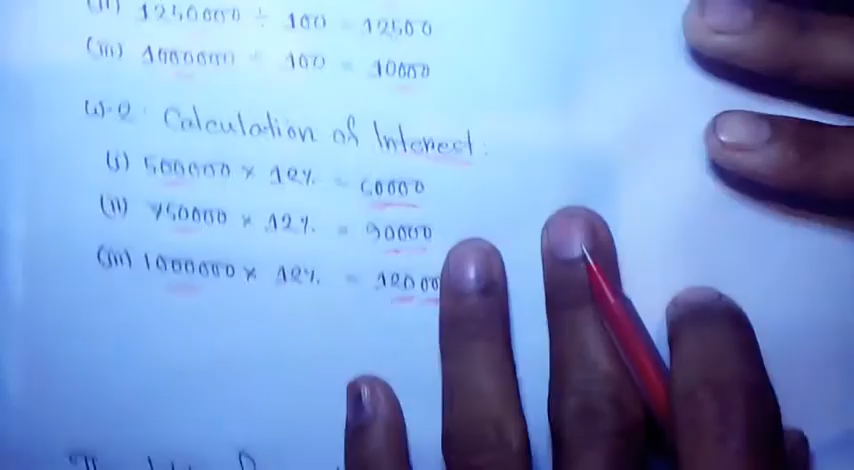 (ii) 1250000 ÷ 100 = 12500
(iii) 1000000 ÷ 100 = 10000
W-2: Calculation of Interest:
(i) 500000 × 12% = 60000
(ii) 750000 × 12% = 90000
(iii) 1000000 × 12% = 12000